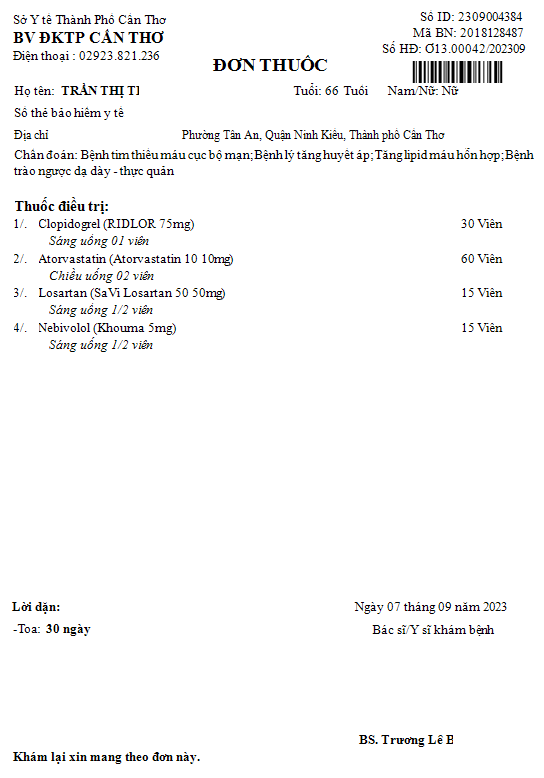 Sở Y tế Thành Phố Cần Thơ
Số ID: 2309004384
BV ĐKTP CẦN THƠ
Mã BN: 2018128487
Điện thoại : 02923.821.236
Số HĐ: Ơ13.00042/202309
ĐƠN THUỐC
Họ tên: TRẦN THỊ T
Tuổi: 66 Tuổi Nam/Nữ: Nữ
Số thẻ bảo hiểm y tế
Địa chỉ Phường Tân An, Quận Ninh Kiều, Thành phố Cần Thơ
Chẩn đoán: Bệnh tim thiếu máu cục bộ mạn; Bệnh lý tăng huyết áp; Tăng lipid máu hổn hợp; Bệnh
trào ngược dạ dày - thực quản
Thuốc điều trị:
1/. Clopidogrel (RIDLOR 75mg) 30 Viên
Sáng uống 01 viên
2/. Atorvastatin (Atorvastatin 10 10mg) 60 Viên
Chiều uống 02 viên
3/. Losartan (SaVi Losartan 50 50mg) 15 Viên
Sáng uống 1/2 viên
4/. Nebivolol (Khouma 5mg) 15 Viên
Sáng uống 1/2 viên
Lời dặn:
Ngày 07 tháng 09 năm 2023
-Toa: 30 ngày
Bác sĩ/Y sĩ khám bệnh
BS. Trương Lê
Khám lại xin mang theo đơn này.